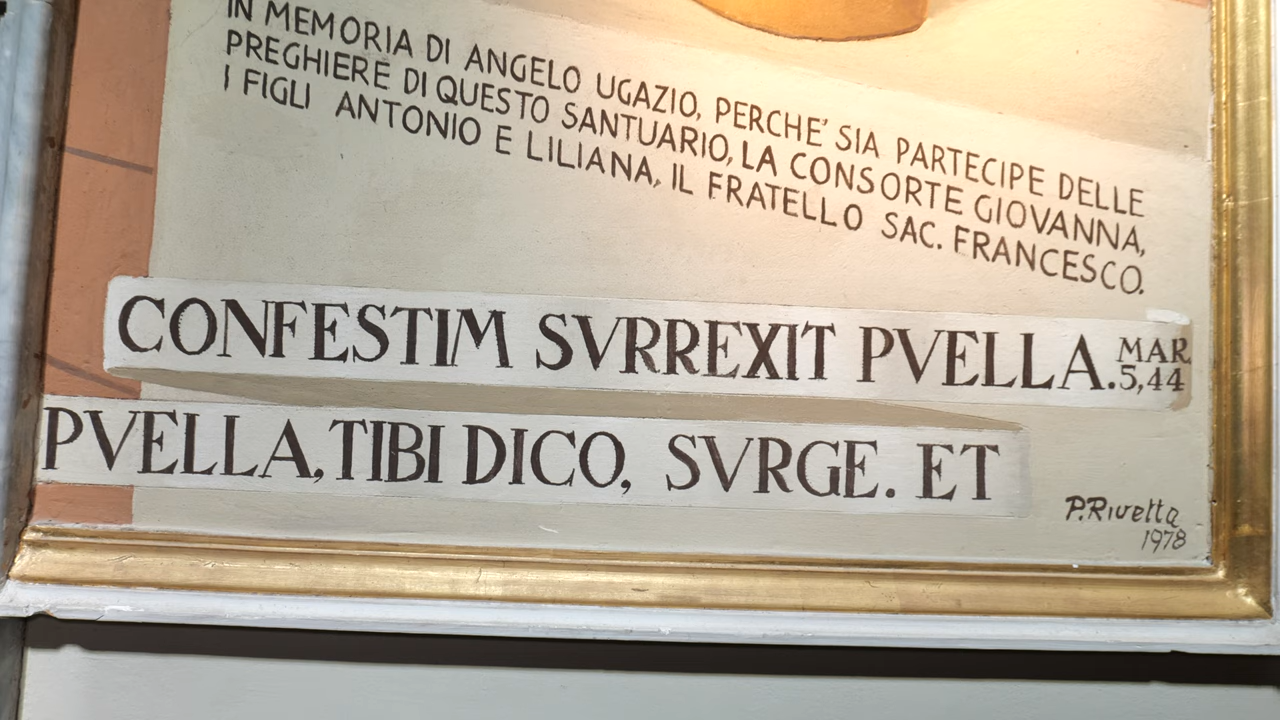 IN MEMORIA DI ANGELO UGAZIO, PERCHE' SIA PARTECIPE DELLE
PREGHIERE DI QUESTO SANTUARIO, LA CONSORTE GIOVANNA,
I FIGLI ANTONIO E LILIANA, IL FRATELLO SAC. FRANCESCO.
CONFESTIM SVRREXIT PVELLA. MAR
5,44
PVELLA, TIBI DICO, SVRGE. ET
P. Rivetta
1978